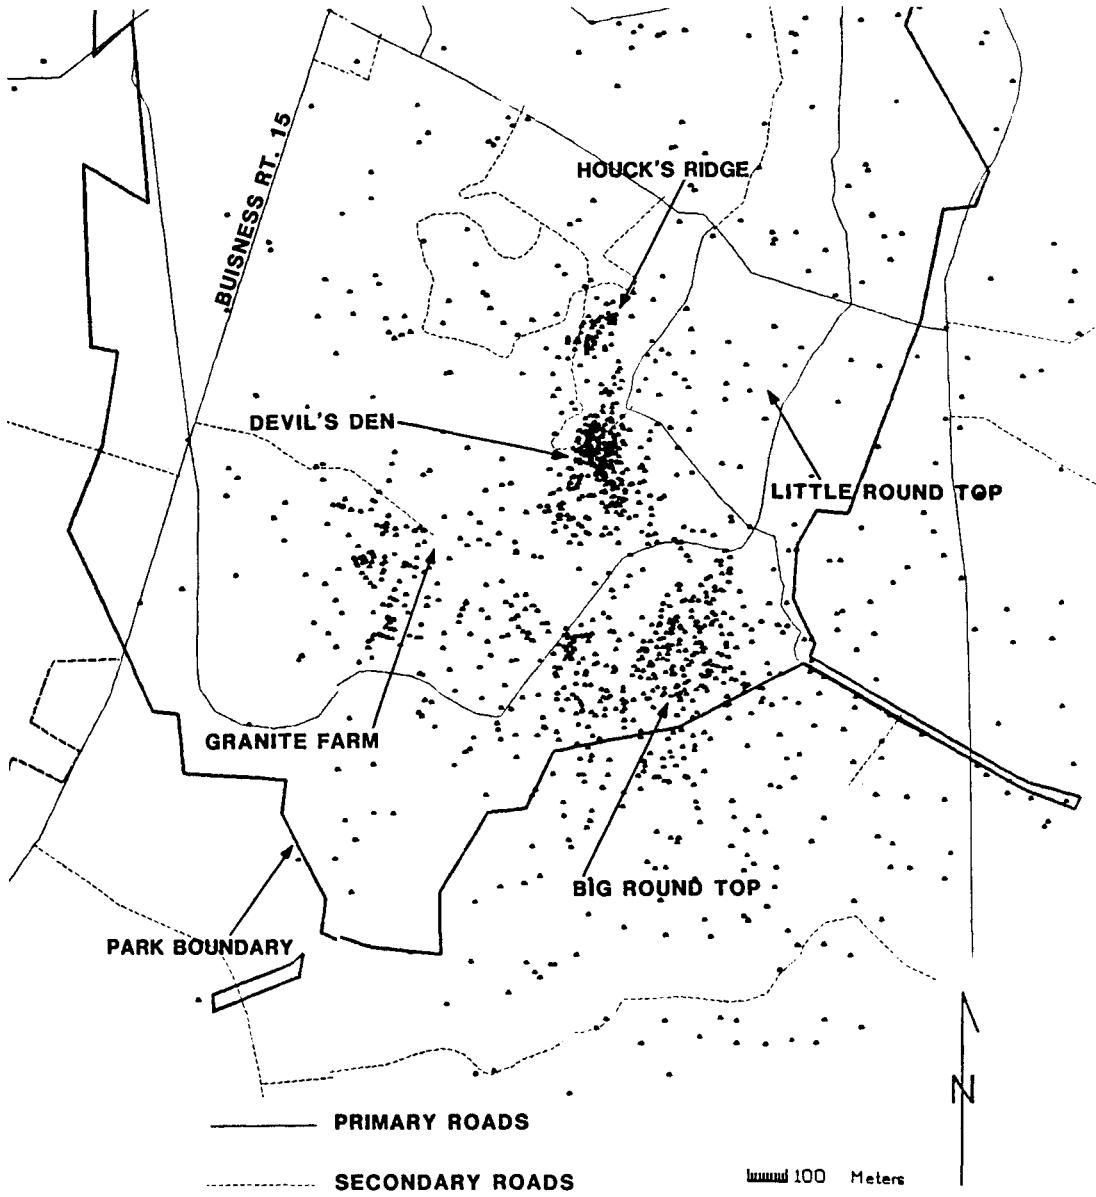 BUISNESS RT. 15
HOUCK'S RIDGE
DEVIL'S DEN
LITTLE ROUND TOP
GRANITE FARM
BIG ROUND TOP
PARK BOUNDARY
N
PRIMARY ROADS
100 Meters
SECONDARY ROADS